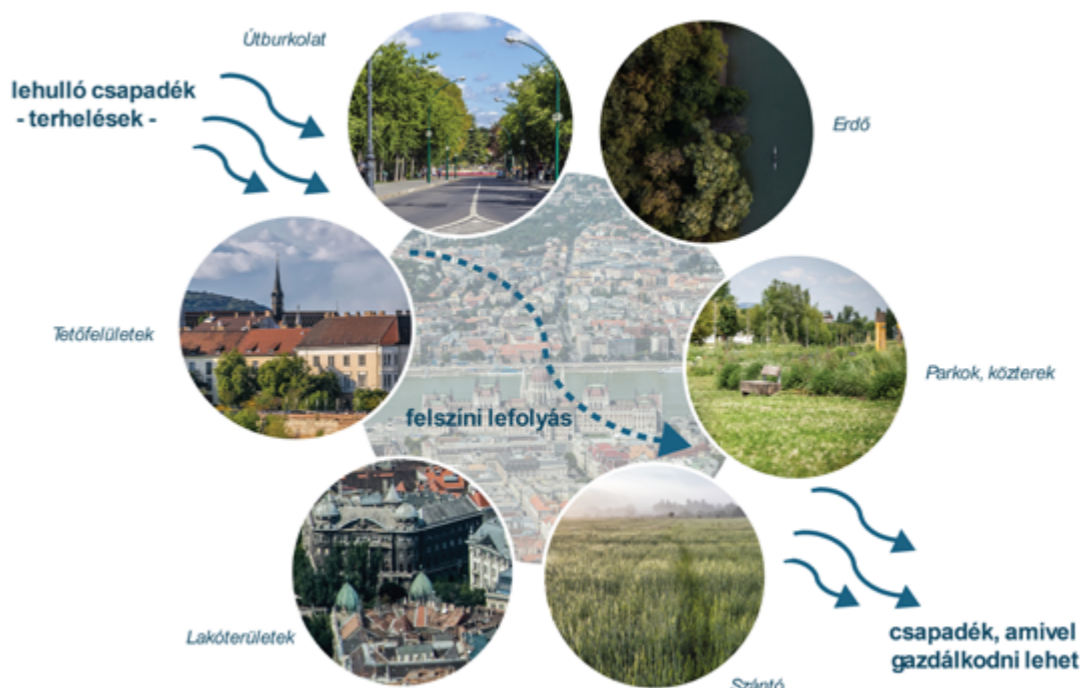 Útburkolat
lehulló csapadék
- terhelések -
Erdő
Tetőfelületek
Parkok, közterek
felszíni lefolyás
Lakóterületek
csapadék, amivel
gazdálkodni lehet
Szántó